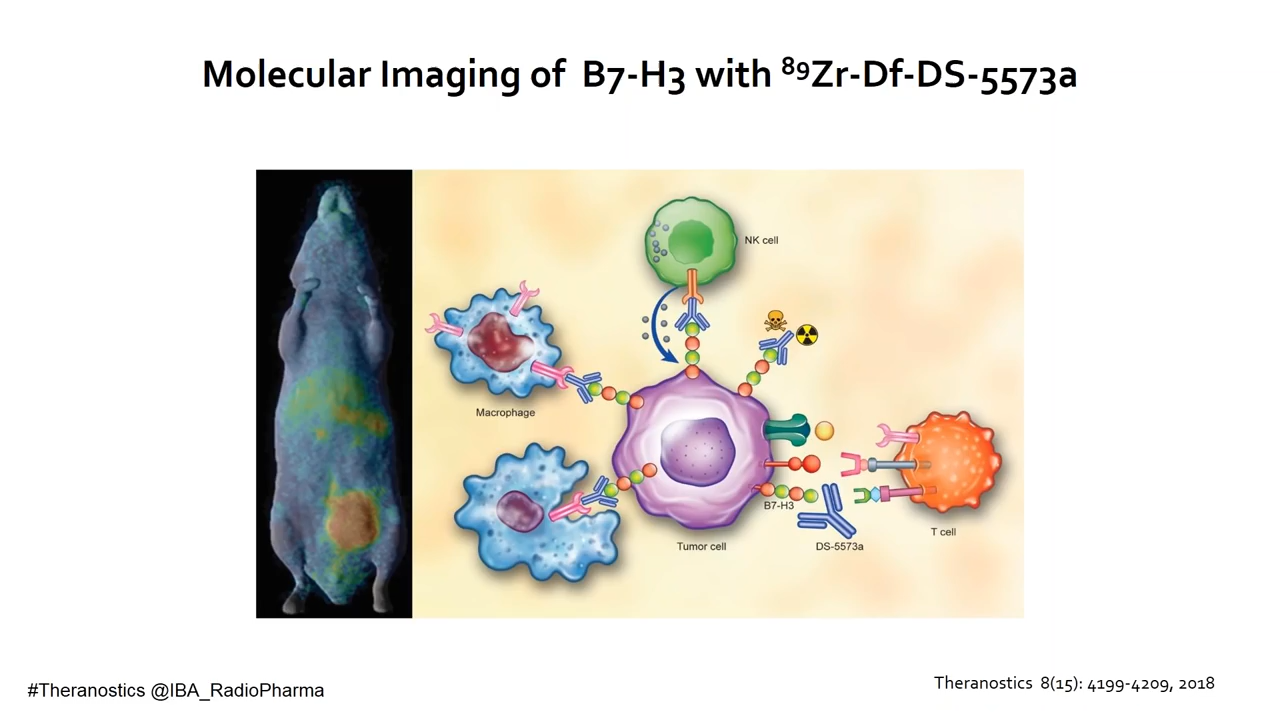 Molecular Imaging of B7-H3 with ⁸⁹Zr-Df-DS-5573a
NK cell
Macrophage
B7-H3
T cell
Tumor cell
DS-5573a
#Theranostics @IBA_RadioPharma
Theranostics 8(15): 4199-4209, 2018